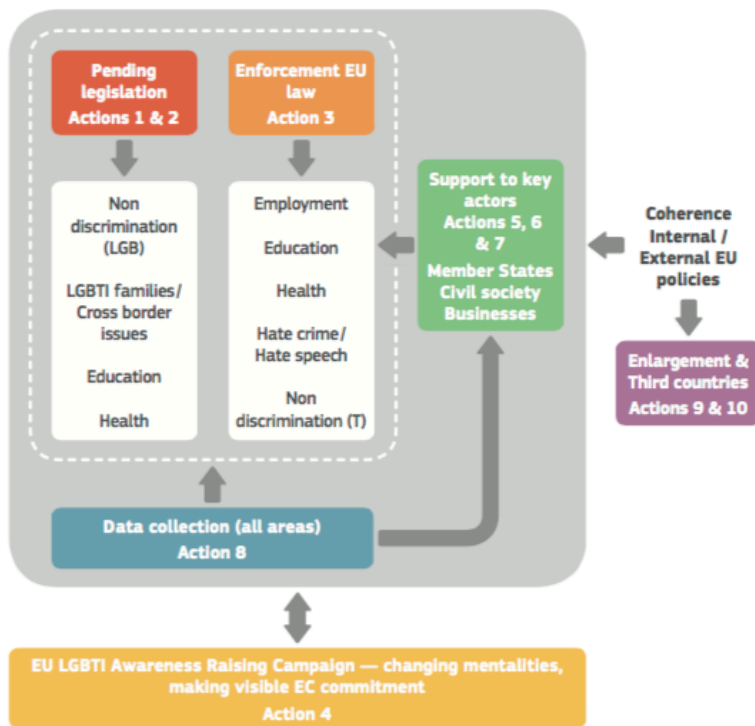 Pending
legislation
Actions 1 & 2
Enforcement EU
law
Action 3
Non
discrimination
(LGB)
LGBTI families/
Cross border
issues
Education
Health
Employment
Education
Health
Hate crime/
Hate speech
Non
discrimination (T)
Support to key
actors
Actions 5, 6
& 7
Member States
Civil society
Businesses
Coherence
Internal /
External EU
policies
Enlargement &
Third countries
Actions 9 & 10
Data collection (all areas)
Action 8
EU LGBTI Awareness Raising Campaign — changing mentalities,
making visible EC commitment
Action 4